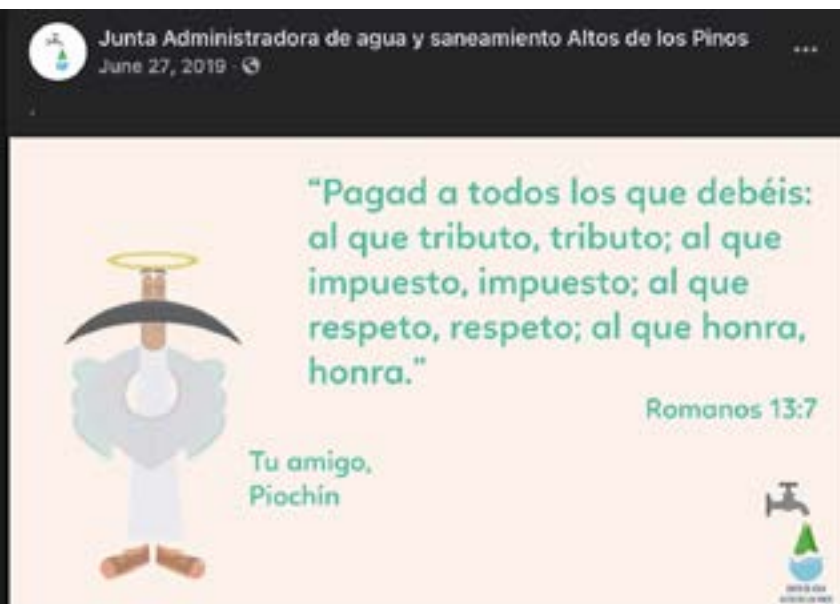 Junta Administradora de agua y saneamiento Altos de los Pinos
June 27, 2019 ·
.
"Pagad a todos los que debéis:
al que tributo, tributo; al que
impuesto, impuesto; al que
respeto, respeto; al que honra,
honra."
Romanos 13:7
Tu amigo,
Piochín